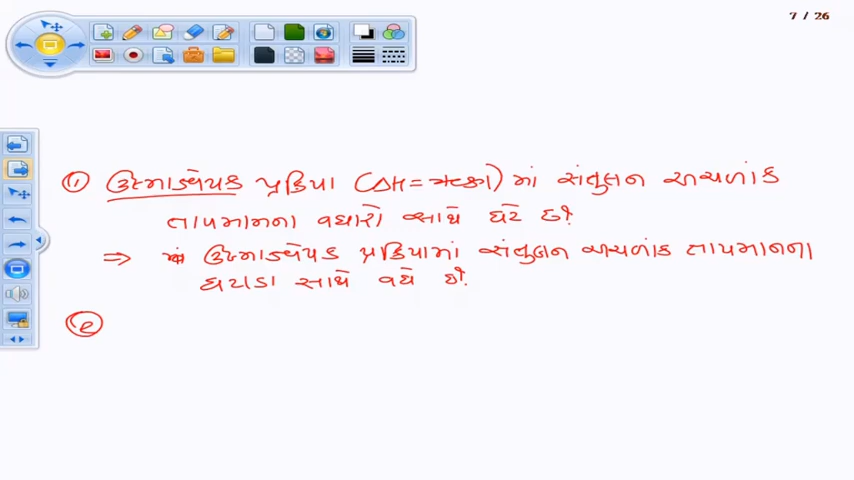 7 / 26
① ઉષ્માક્ષેપક પ્રક્રિયા (ΔH = ઋણ) માં સંતુલન અચળાંક
તાપમાનના વધારો સાથે ઘટે છે.
⇒ ઉષ્માક્ષેપક પ્રક્રિયામાં સંતુલન અચળાંક તાપમાનના
ઘટાડા સાથે વધે છે.
②